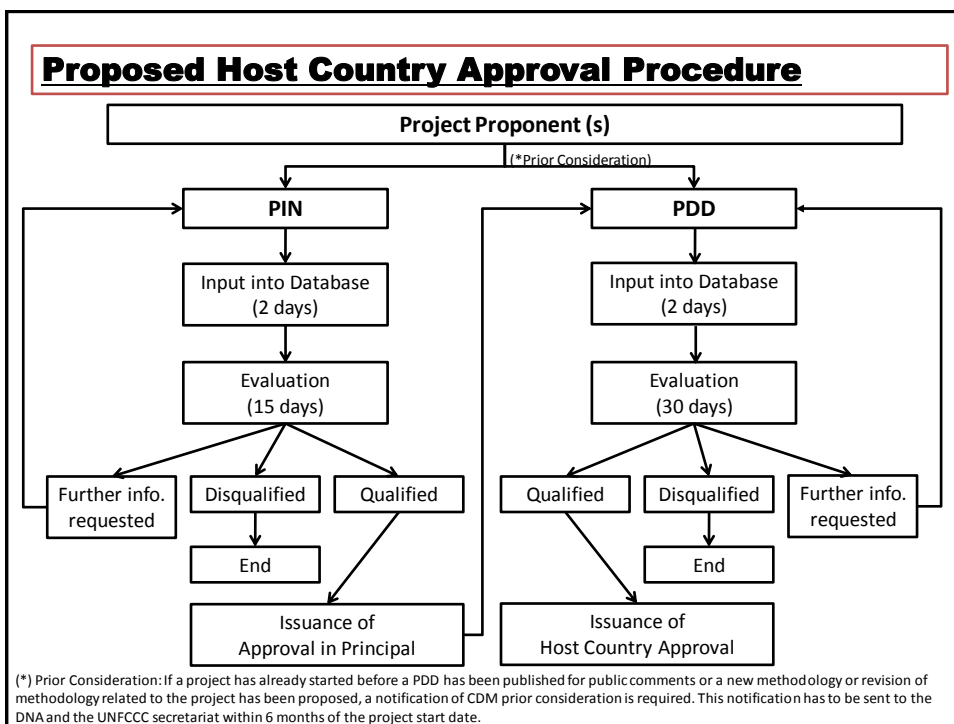 Proposed Host Country Approval Procedure
Project Proponent (s)
(*Prior Consideration)
PIN
PDD
Input into Database
(2 days)
Input into Database
(2 days)
Evaluation
(15 days)
Evaluation
(30 days)
Further info.
requested
Disqualified
Qualified
Qualified
Disqualified
Further info.
requested
End
End
Issuance of
Approval in Principal
Issuance of
Host Country Approval
(*) Prior Consideration: If a project has already started before a PDD has been published for public comments or a new methodology or revision of
methodology related to the project has been proposed, a notification of CDM prior consideration is required. This notification has to be sent to the
DNA and the UNFCCC secretariat within 6 months of the project start date.